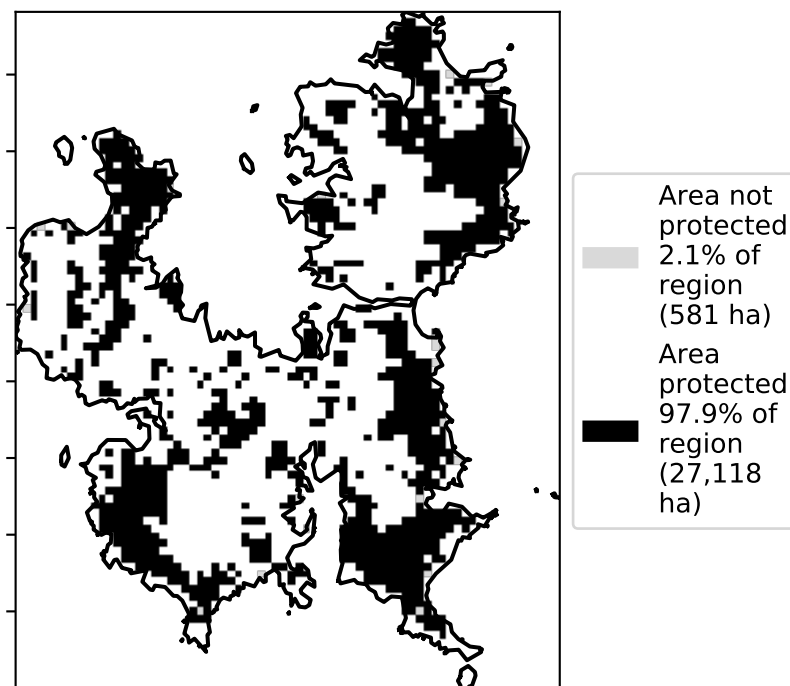 Area not
protected
2.1% of
region
(581 ha)
Area
protected
97.9% of
region
(27,118
ha)